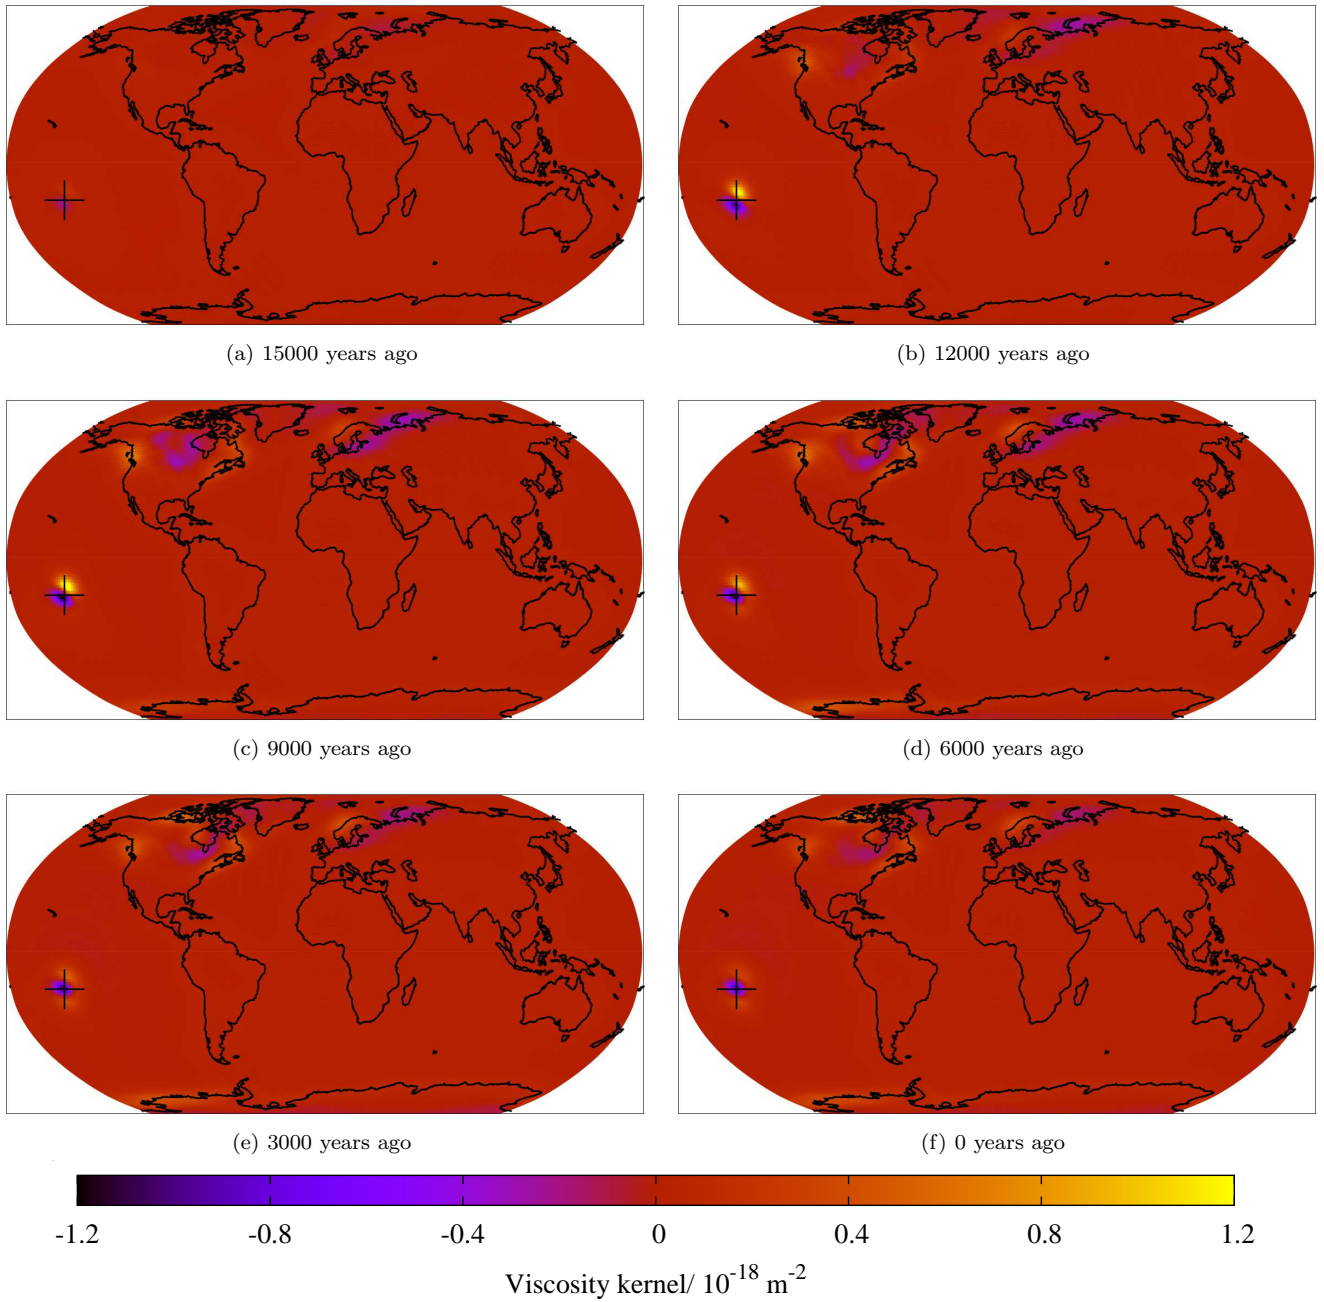 (a) 15000 years ago
(b) 12000 years ago
(c) 9000 years ago
(d) 6000 years ago
(e) 3000 years ago
(f) 0 years ago
-1.2 -0.8 -0.4 0 0.4 0.8 1.2
Viscosity kernel/ 10^-18 m^-2